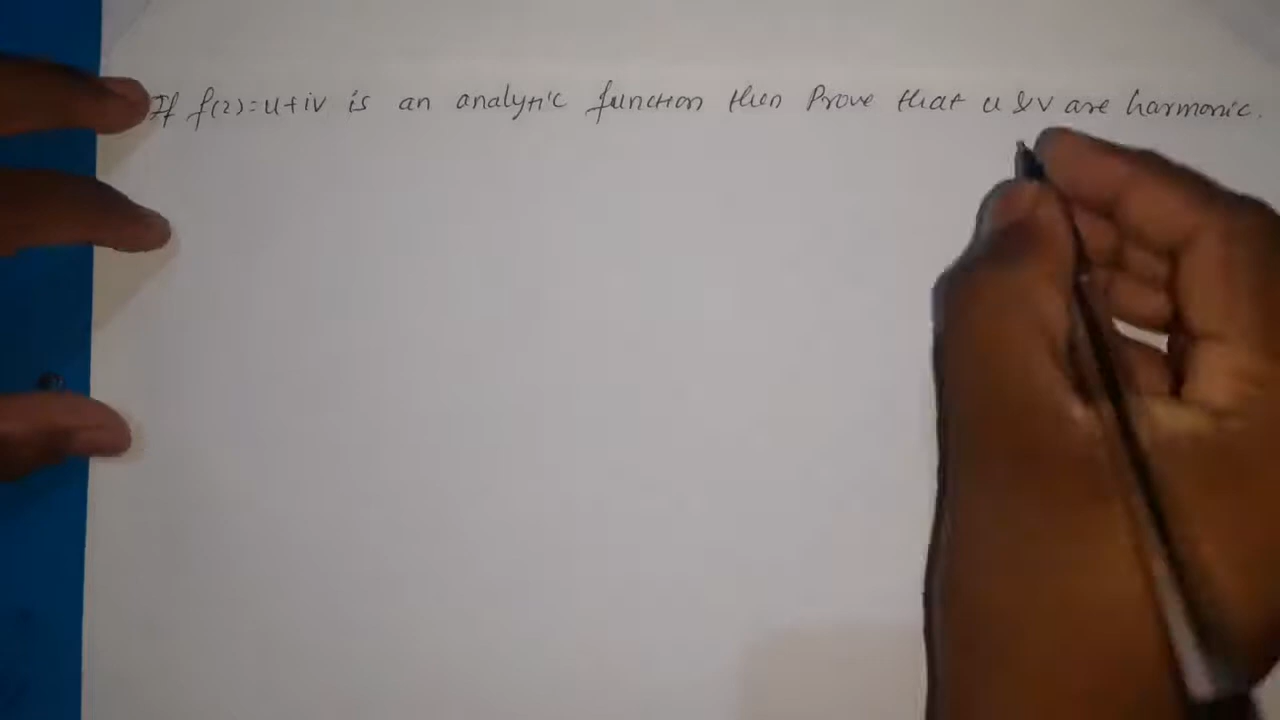 If f(z)=u+iv is an analytic function then Prove that u & v are harmonic.